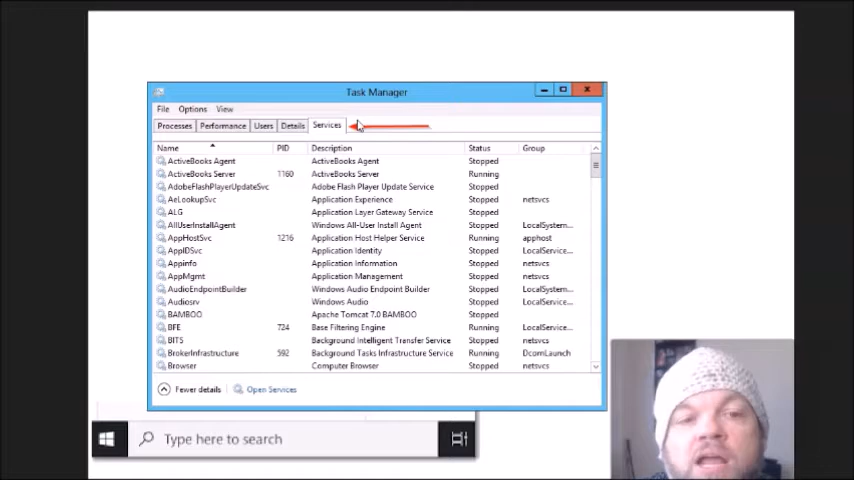 Task Manager
File Options View
Processes Performance Users Details Services
Name PID Description Status Group
ActiveBooks Agent ActiveBooks Agent Stopped
ActiveBooks Server 1160 ActiveBooks Server Running
AdobeFlashPlayerUpdateSvc Adobe Flash Player Update Service Stopped
AeLookupSvc Application Experience Stopped netsvcs
ALG Application Layer Gateway Service Stopped
AllUserInstallAgent Windows All-User Install Agent Stopped LocalSystem...
AppHostSvc 1216 Application Host Helper Service Running apphost
AppIDSvc Application Identity Stopped LocalService...
Appinfo Application Information Stopped netsvcs
AppMgmt Application Management Stopped netsvcs
AudioEndpointBuilder Windows Audio Endpoint Builder Stopped LocalSystem...
Audiosrv Windows Audio Stopped LocalService...
BAMBOO Apache Tomcat 7.0 BAMBOO Stopped
BFE 724 Base Filtering Engine Running LocalService...
BITS Background Intelligent Transfer Service Stopped netsvcs
BrokerInfrastructure 592 Background Tasks Infrastructure Service Running DcomLaunch
Browser Computer Browser Stopped netsvcs
Fewer details Open Services
Type here to search